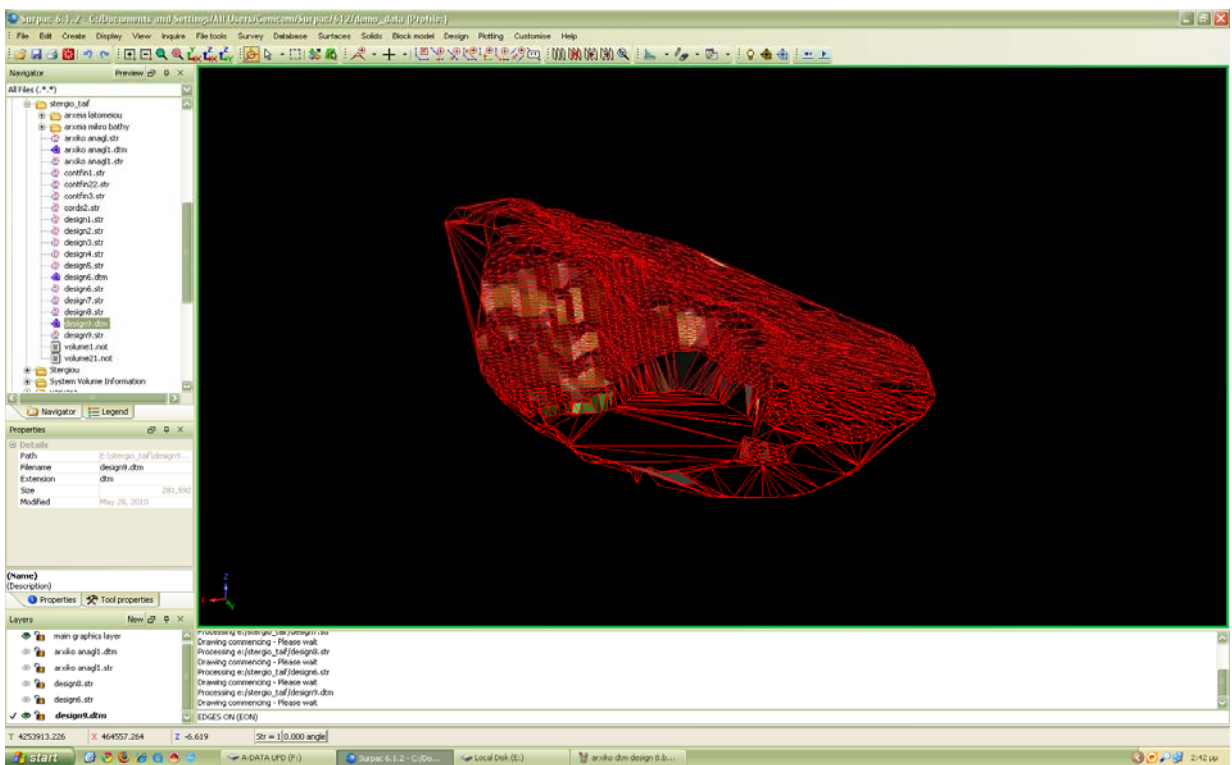 Surpac 6.1.2 - C:/Documents and Settings/All Users/Gemcom/Surpac/612/demo_data (Profile:)
File Edit Create Display View Inquire File tools Survey Database Surfaces Solids Block model Design Plotting Customise Help
Navigator Preview
All Files (*.*)
stergio_taif
arxeia latomeiou
arxeia mikro bathy
arxiko anagl.str
arxiko anagl1.dtm
arxiko anagl1.str
contfin1.str
contfin22.str
contfin3.str
cords2.str
design1.str
design2.str
design3.str
design4.str
design5.str
design6.dtm
design6.str
design7.str
design8.str
design9.dtm
design9.str
volume1.not
volume21.not
Stergiou
System Volume Information
Navigator Legend
Properties
Details
Path E:\stergio_taif\design9...
Filename design9.dtm
Extension dtm
Size 281,592
Modified May 28, 2010
(Name)
(Description)
Properties Tool properties
Layers New
main graphics layer
arxiko anagl1.dtm
arxiko anagl1.str
design8.str
design6.str
design9.dtm
Z
X
Y
Processing e:/stergio_taif/design7.str
Drawing commencing - Please wait
Processing e:/stergio_taif/design8.str
Drawing commencing - Please wait
Processing e:/stergio_taif/design6.str
Drawing commencing - Please wait
Processing e:/stergio_taif/design9.dtm
Drawing commencing - Please wait
EDGES ON (EON)
Y 4253913.226 X 464557.264 Z -6.619 Str = 1 0.000 angle
start A-DATA UFD (F:) Surpac 6.1.2 - C:/Do... Local Disk (E:) arxiko dtm design 8.b... 2:42 μμ